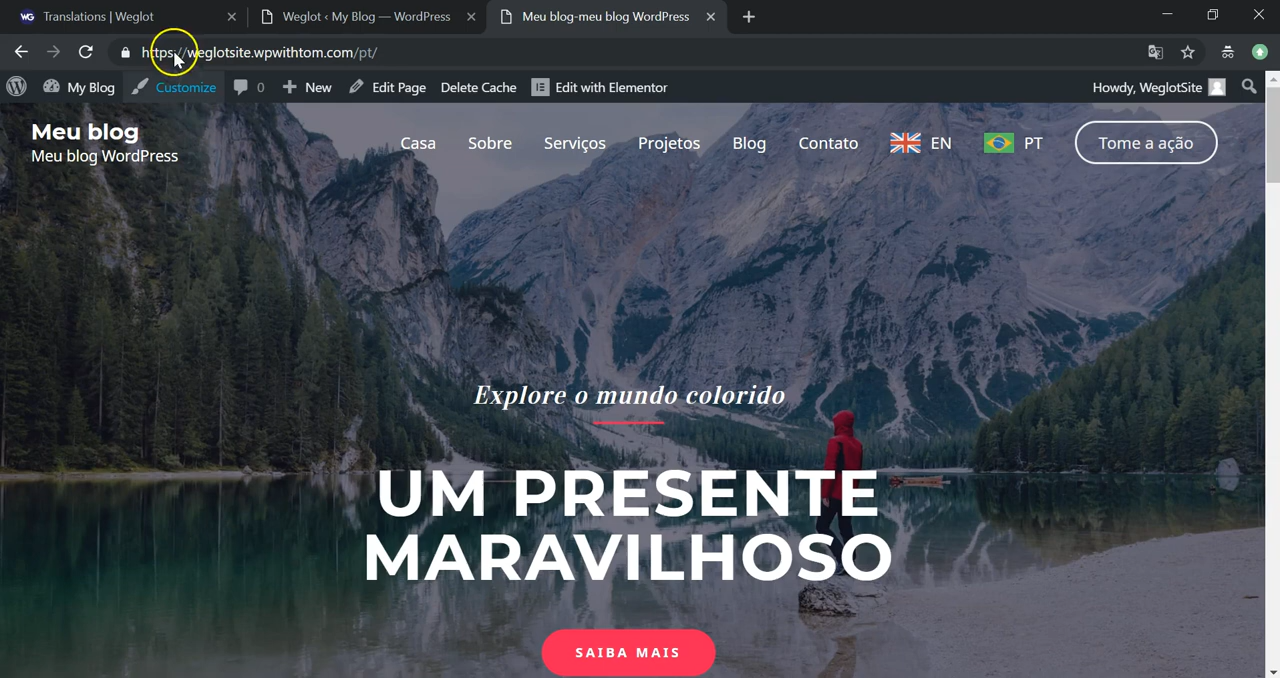 Translations | Weglot
Weglot ‹ My Blog — WordPress
Meu blog-meu blog WordPress
https://weglotsite.wpwithtom.com/pt/
My Blog
Customize
0
New
Edit Page
Delete Cache
Edit with Elementor
Howdy, WeglotSite
Meu blog
Meu blog WordPress
Casa
Sobre
Serviços
Projetos
Blog
Contato
EN
PT
Tome a ação
Explore o mundo colorido
UM PRESENTE
MARAVILHOSO
SAIBA MAIS